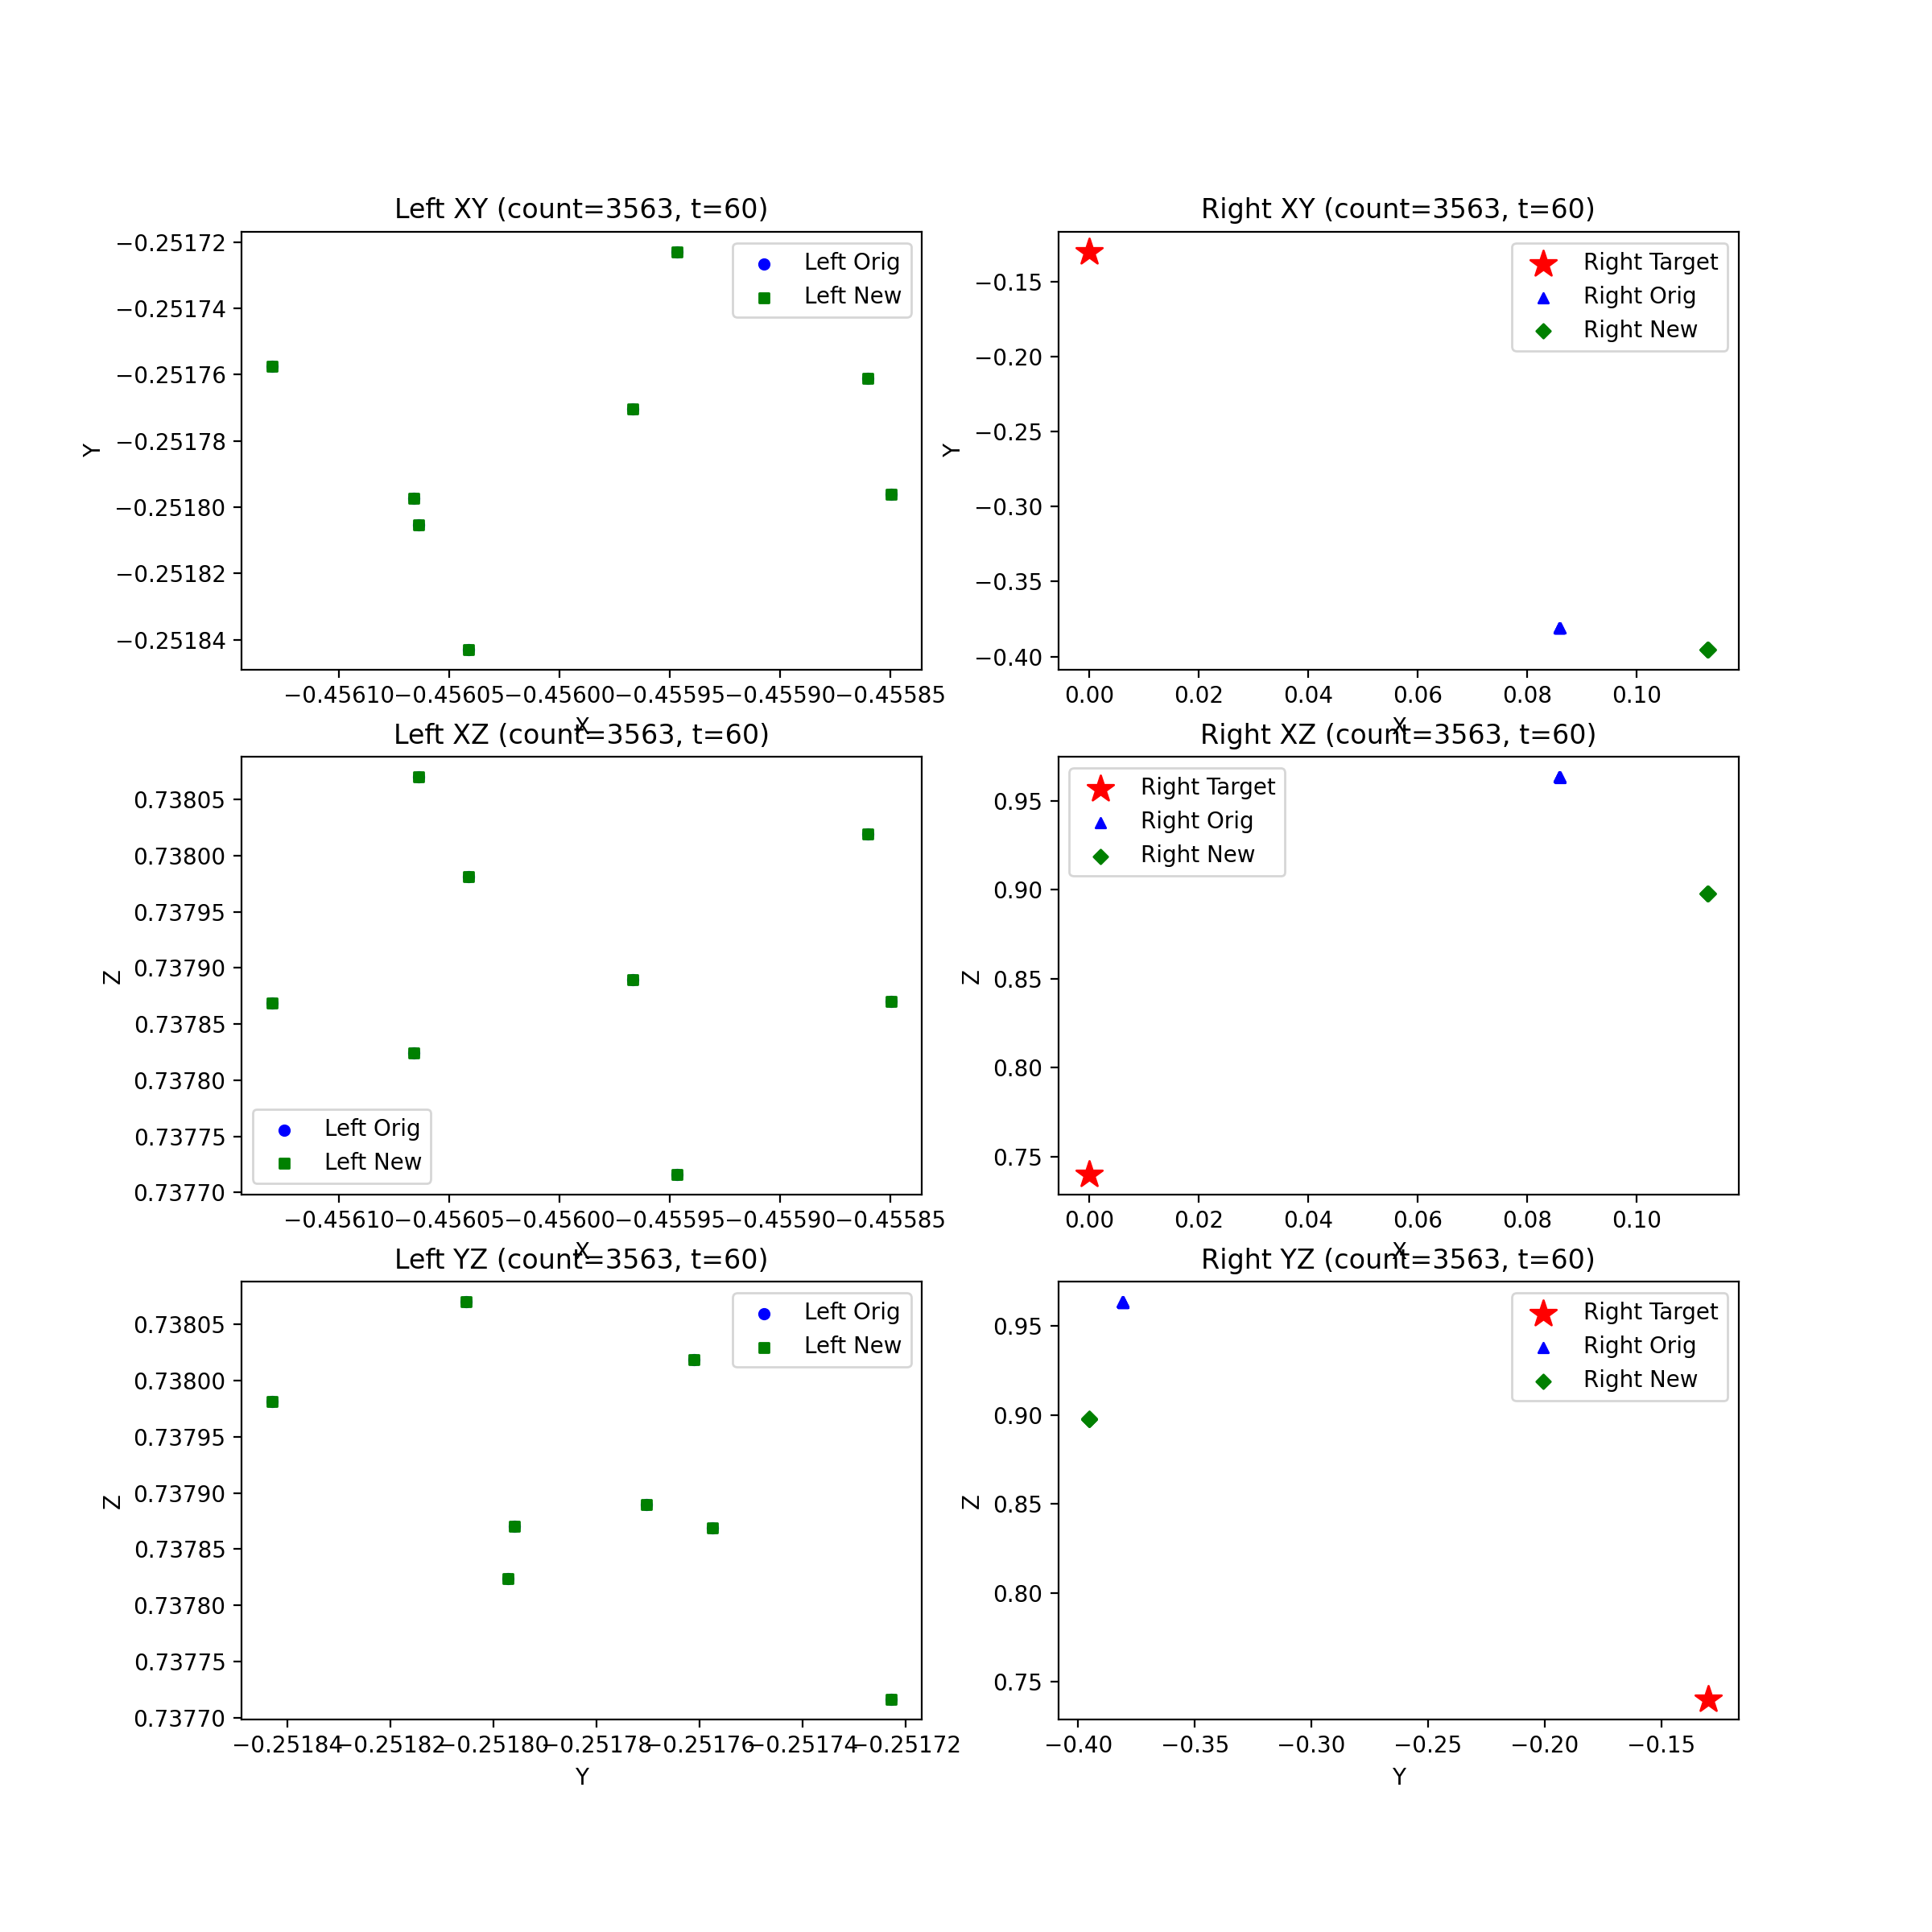 Left XY (count=3563, t=60)
−0.25172
−0.25174
−0.25176
−0.25178
−0.25180
−0.25182
−0.25184
Y
Left Orig
Left New
−0.45610 −0.45605 −0.45600 −0.45595 −0.45590 −0.45585
X
Right XY (count=3563, t=60)
−0.15
−0.20
−0.25
−0.30
−0.35
−0.40
Y
Right Target
Right Orig
Right New
0.00 0.02 0.04 0.06 0.08 0.10
X
Left XZ (count=3563, t=60)
0.73805
0.73800
0.73795
0.73790
0.73785
0.73780
0.73775
0.73770
Z
Left Orig
Left New
−0.45610 −0.45605 −0.45600 −0.45595 −0.45590 −0.45585
X
Right XZ (count=3563, t=60)
0.95
0.90
0.85
0.80
0.75
Z
Right Target
Right Orig
Right New
0.00 0.02 0.04 0.06 0.08 0.10
X
Left YZ (count=3563, t=60)
0.73805
0.73800
0.73795
0.73790
0.73785
0.73780
0.73775
0.73770
Z
Left Orig
Left New
−0.25184 −0.25182 −0.25180 −0.25178 −0.25176 −0.25174 −0.25172
Y
Right YZ (count=3563, t=60)
0.95
0.90
0.85
0.80
0.75
Z
Right Target
Right Orig
Right New
−0.40 −0.35 −0.30 −0.25 −0.20 −0.15
Y